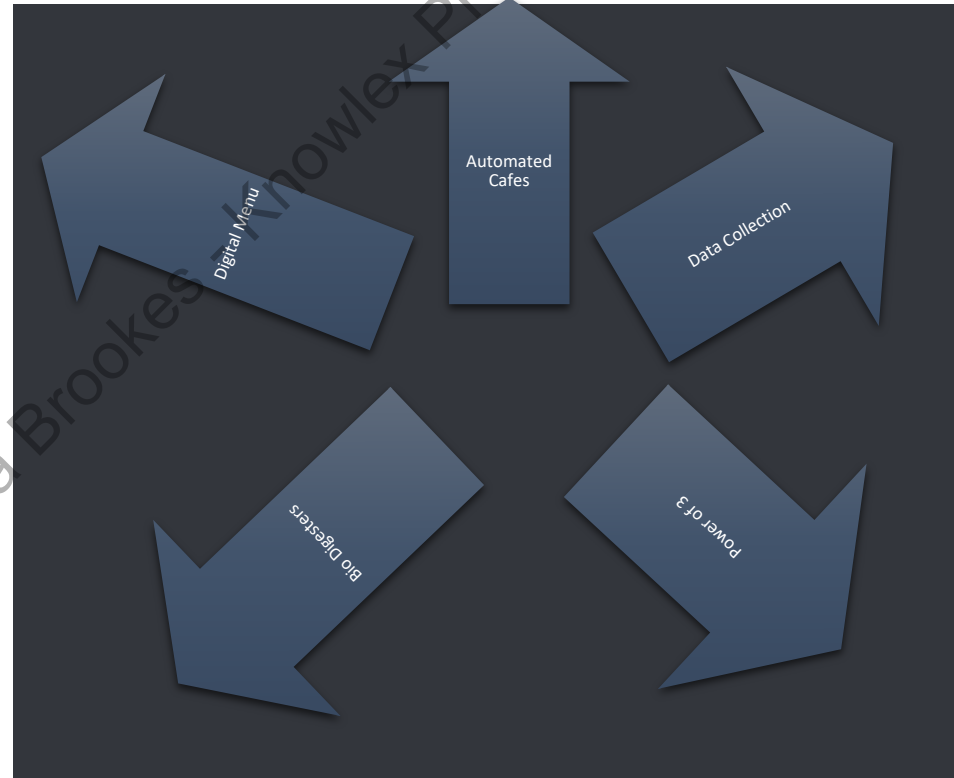 Automated
Cafes
Data Collection
Power of 3
Bio Digesters
Digital Menu
Brookes - Knowlex